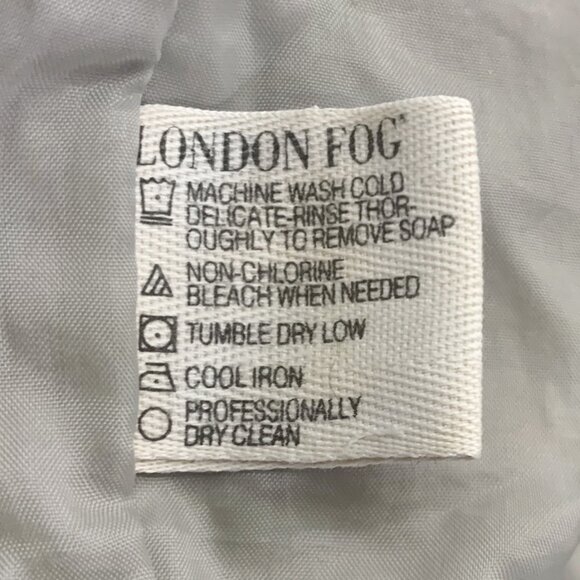 LONDON FOG®
MACHINE WASH COLD
DELICATE-RINSE THOR-
OUGHLY TO REMOVE SOAP
NON-CHLORINE
BLEACH WHEN NEEDED
TUMBLE DRY LOW
COOL IRON
PROFESSIONALLY
DRY CLEAN